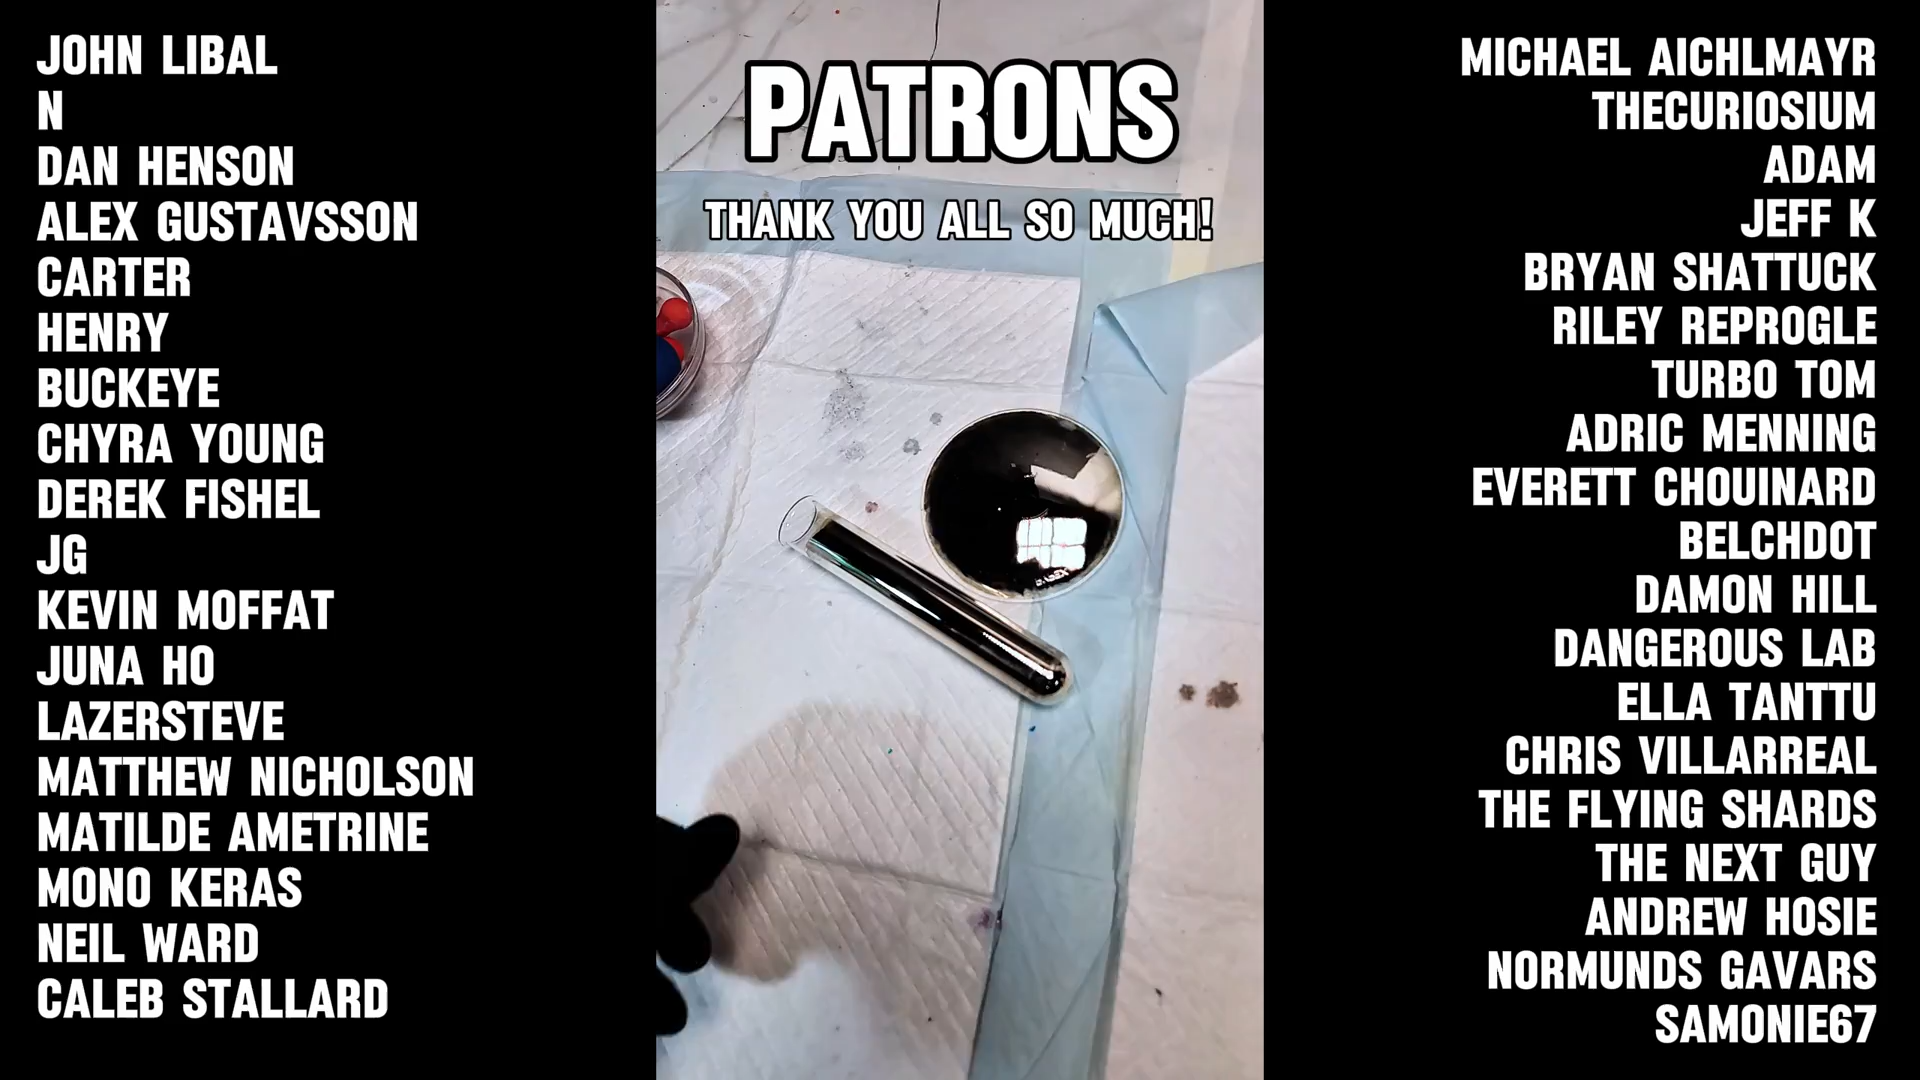 JOHN LIBAL
N
DAN HENSON
ALEX GUSTAVSSON
CARTER
HENRY
BUCKEYE
CHYRA YOUNG
DEREK FISHEL
JG
KEVIN MOFFAT
JUNA HO
LAZERSTEVE
MATTHEW NICHOLSON
MATILDE AMETRINE
MONO KERAS
NEIL WARD
CALEB STALLARD
PATRONS
THANK YOU ALL SO MUCH!
MICHAEL AICHLMAYR
THECURIOSIUM
ADAM
JEFF K
BRYAN SHATTUCK
RILEY REPROGLE
TURBO TOM
ADRIC MENNING
EVERETT CHOUINARD
BELCHDOT
DAMON HILL
DANGEROUS LAB
ELLA TANTTU
CHRIS VILLARREAL
THE FLYING SHARDS
THE NEXT GUY
ANDREW HOSIE
NORMUNDS GAVARS
SAMONIE67